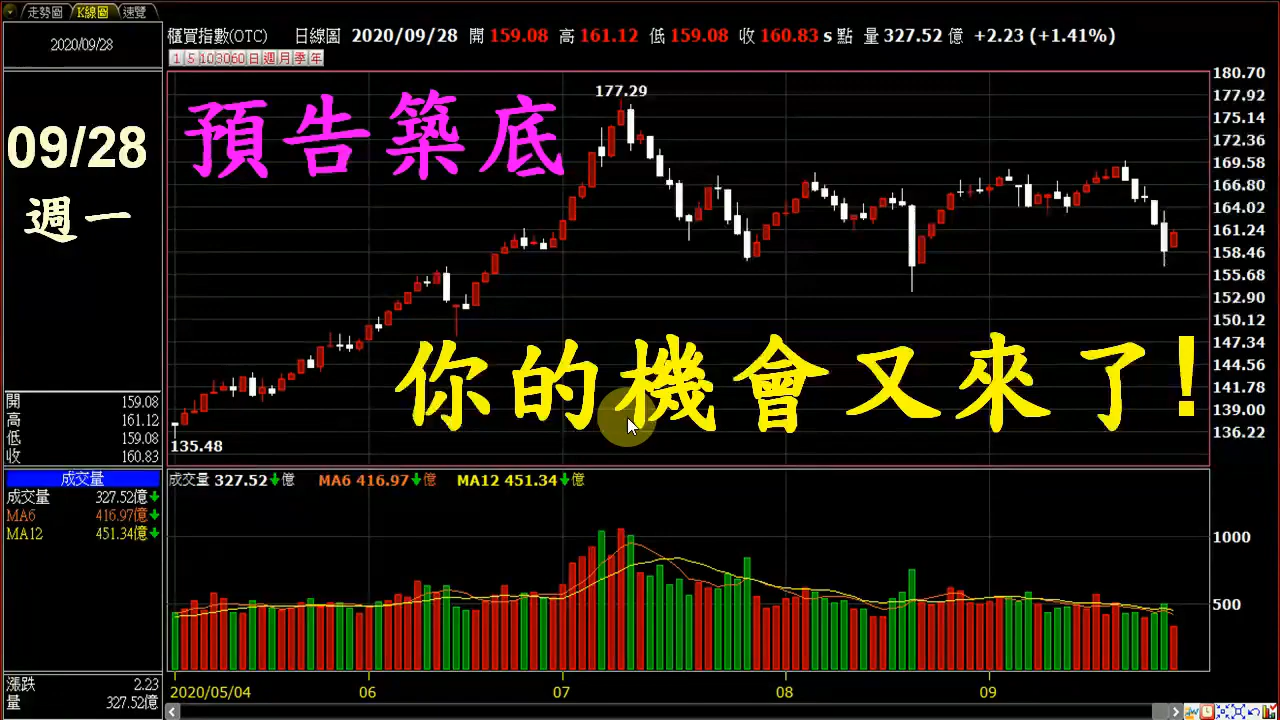 走勢圖 K線圖 速覽
2020/09/28
櫃買指數(OTC) 日線圖 2020/09/28 開 159.08 高 161.12 低 159.08 收 160.83 s 點 量 327.52 億 +2.23 (+1.41%)
1 5 10 30 60 日 週 月 季 年
09/28
週一
預告築底
177.29
你的機會又來了!
135.48
180.70
177.92
175.14
172.36
169.58
166.80
164.02
161.24
158.46
155.68
152.90
150.12
147.34
144.56
141.78
139.00
136.22
開 159.08
高 161.12
低 159.08
收 160.83
成交量
成交量 327.52億
MA6 416.97億
MA12 451.34億
成交量 327.52 億 MA6 416.97 億 MA12 451.34 億
1000
500
漲跌 2.23
量 327.52億
2020/05/04 06 07 08 09